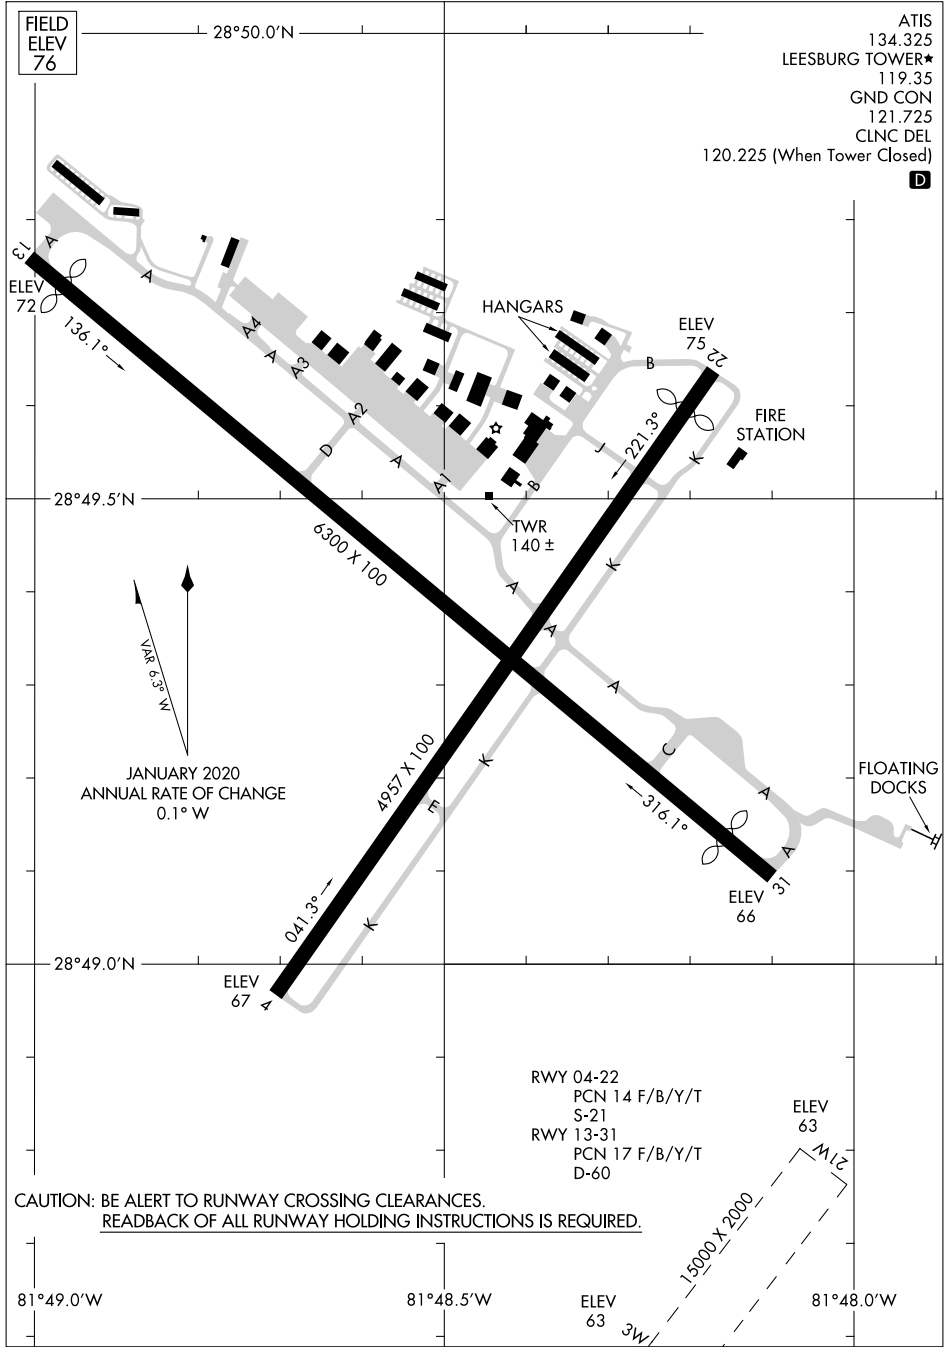 FIELD
ELEV
76
28°50.0'N
ATIS
134.325
LEESBURG TOWER★
119.35
GND CON
121.725
CLNC DEL
120.225 (When Tower Closed)
D
13
A
ELEV
72
136.1°
A
A4
A
A3
A2
D
A
A1
HANGARS
ELEV
75
22
B
221.3°
FIRE
STATION
J
K
B
28°49.5'N
TWR
140 ±
6300 X 100
K
A
A
A
VAR 6.3° W
JANUARY 2020
ANNUAL RATE OF CHANGE
0.1° W
4957 X 100
K
E
C
A
316.1°
FLOATING
DOCKS
A
31
ELEV
66
041.3°
K
28°49.0'N
ELEV
67
4
RWY 04-22
PCN 14 F/B/Y/T
S-21
RWY 13-31
PCN 17 F/B/Y/T
D-60
ELEV
63
21W
15000 X 2000
CAUTION: BE ALERT TO RUNWAY CROSSING CLEARANCES.
READBACK OF ALL RUNWAY HOLDING INSTRUCTIONS IS REQUIRED.
81°49.0'W
81°48.5'W
81°48.0'W
ELEV
63
3W